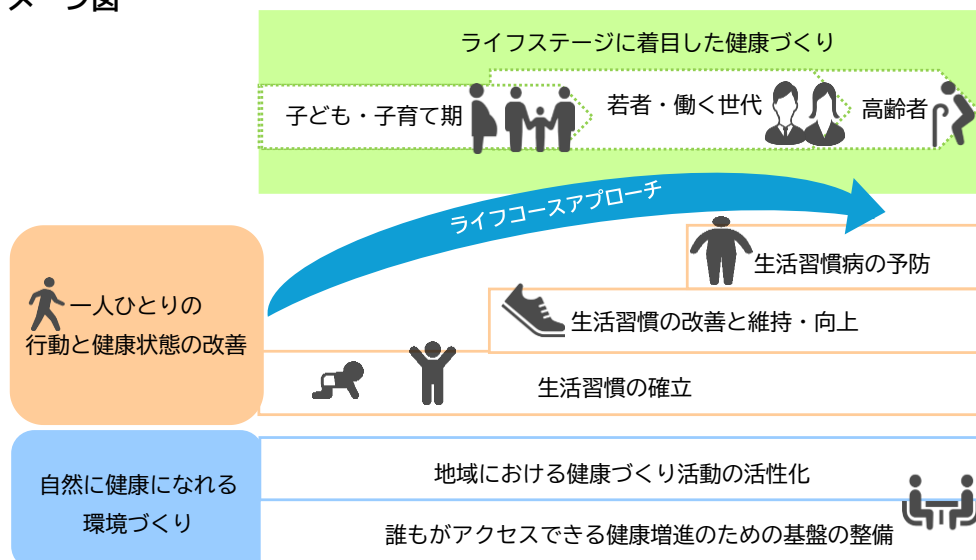 ライフステージに着目した健康づくり
子ども・子育て期
若者・働く世代
高齢者
ライフコースアプローチ
一人ひとりの
行動と健康状態の改善
生活習慣病の予防
生活習慣の改善と維持・向上
生活習慣の確立
自然に健康になれる
環境づくり
地域における健康づくり活動の活性化
誰もがアクセスできる健康増進のための基盤の整備